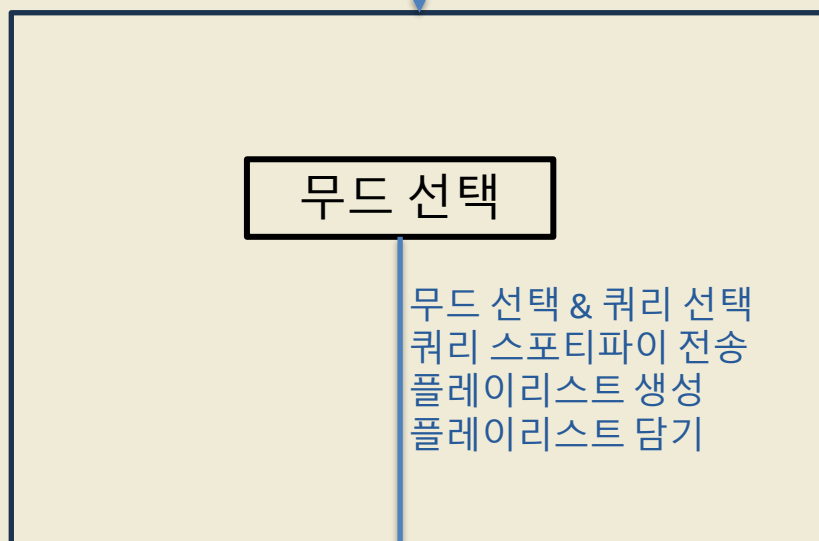 무드 선택
무드 선택 & 쿼리 선택
쿼리 스포티파이 전송
플레이리스트 생성
플레이리스트 담기